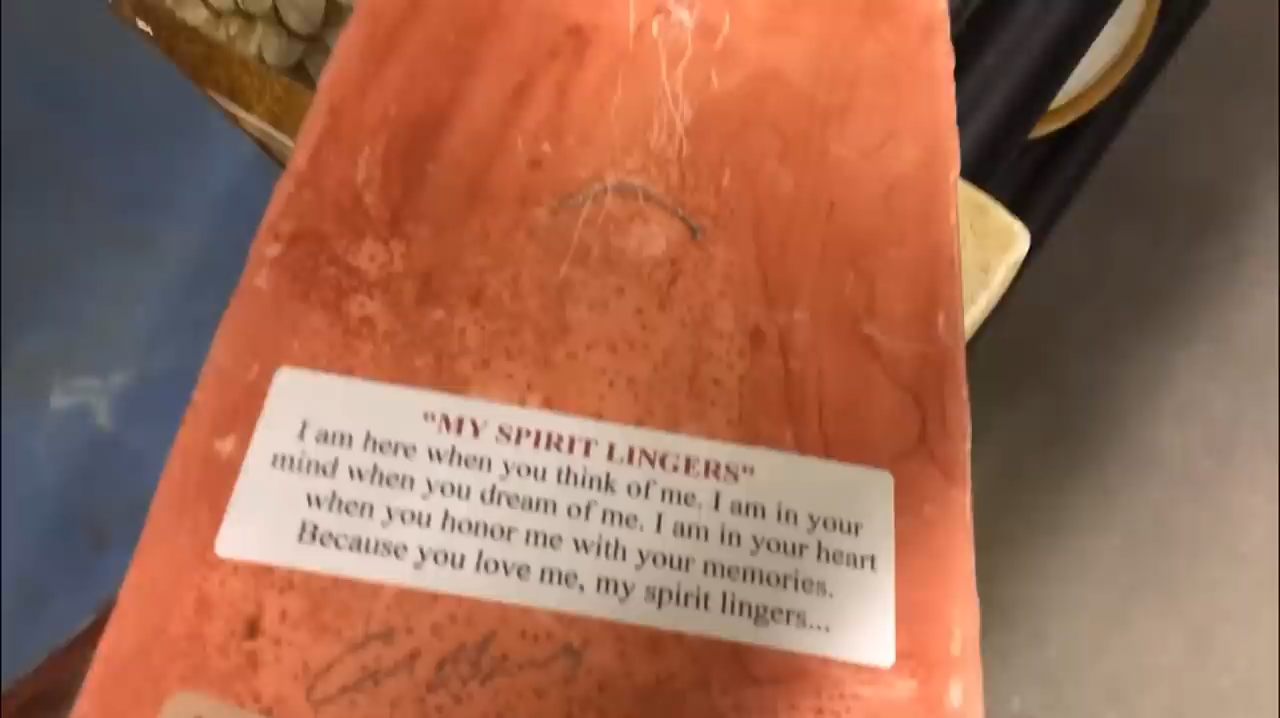 "MY SPIRIT LINGERS"
I am here when you think of me. I am in your
mind when you dream of me. I am in your heart
when you honor me with your memories.
Because you love me, my spirit lingers...